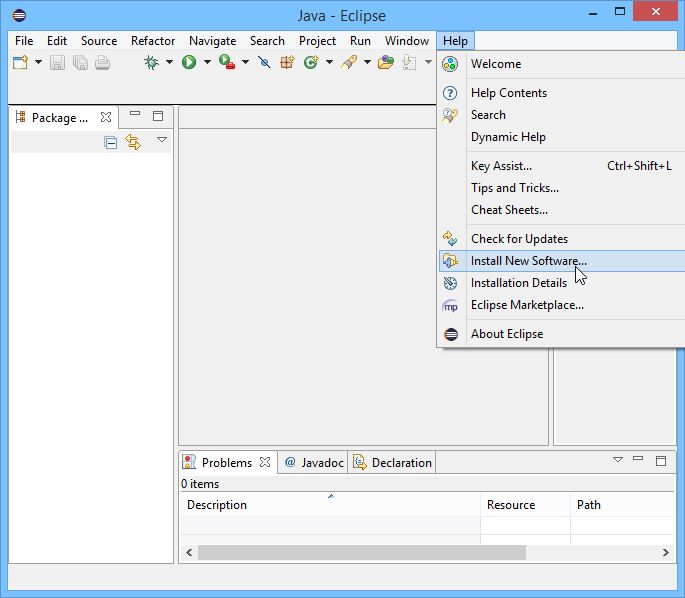 Java - Eclipse
File Edit Source Refactor Navigate Search Project Run Window Help
Package ...
Welcome
Help Contents
Search
Dynamic Help
Key Assist... Ctrl+Shift+L
Tips and Tricks...
Cheat Sheets...
Check for Updates
Install New Software...
Installation Details
mp Eclipse Marketplace...
About Eclipse
Problems @ Javadoc Declaration
0 items
Description Resource Path